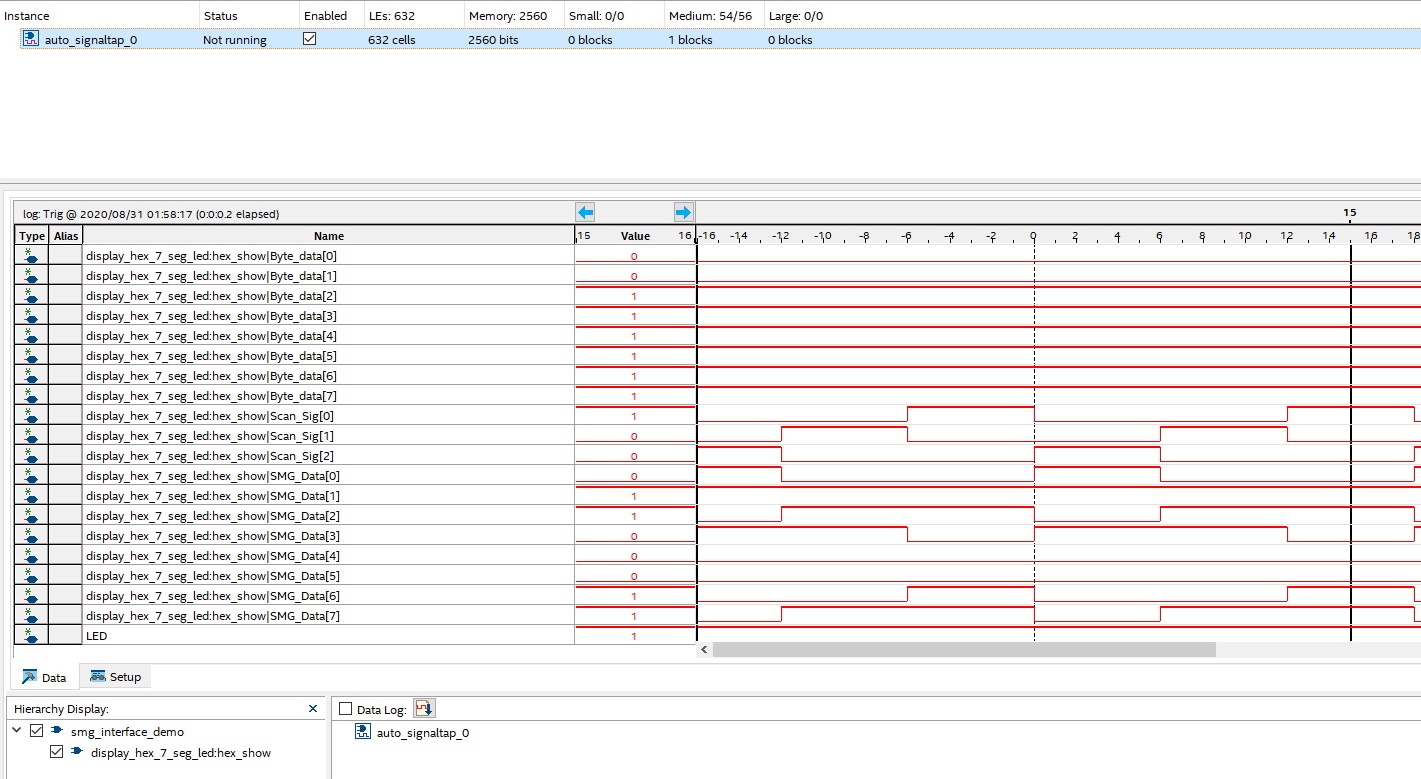 Instance Status Enabled LEs: 632 Memory: 2560 Small: 0/0 Medium: 54/56 Large: 0/0
auto_signaltap_0 Not running 632 cells 2560 bits 0 blocks 1 blocks 0 blocks
log: Trig @ 2020/08/31 01:58:17 (0:0:0.2 elapsed) 15
Type Alias Name 15 Value 16 -16 -14 -12 -10 -8 -6 -4 -2 0 2 4 6 8 10 12 14 16 18
display_hex_7_seg_led:hex_show|Byte_data[0] 0
display_hex_7_seg_led:hex_show|Byte_data[1] 0
display_hex_7_seg_led:hex_show|Byte_data[2] 1
display_hex_7_seg_led:hex_show|Byte_data[3] 1
display_hex_7_seg_led:hex_show|Byte_data[4] 1
display_hex_7_seg_led:hex_show|Byte_data[5] 1
display_hex_7_seg_led:hex_show|Byte_data[6] 1
display_hex_7_seg_led:hex_show|Byte_data[7] 1
display_hex_7_seg_led:hex_show|Scan_Sig[0] 1
display_hex_7_seg_led:hex_show|Scan_Sig[1] 0
display_hex_7_seg_led:hex_show|Scan_Sig[2] 0
display_hex_7_seg_led:hex_show|SMG_Data[0] 0
display_hex_7_seg_led:hex_show|SMG_Data[1] 1
display_hex_7_seg_led:hex_show|SMG_Data[2] 1
display_hex_7_seg_led:hex_show|SMG_Data[3] 0
display_hex_7_seg_led:hex_show|SMG_Data[4] 0
display_hex_7_seg_led:hex_show|SMG_Data[5] 0
display_hex_7_seg_led:hex_show|SMG_Data[6] 1
display_hex_7_seg_led:hex_show|SMG_Data[7] 1
LED 1
Data Setup
Hierarchy Display: Data Log:
smg_interface_demo auto_signaltap_0
display_hex_7_seg_led:hex_show